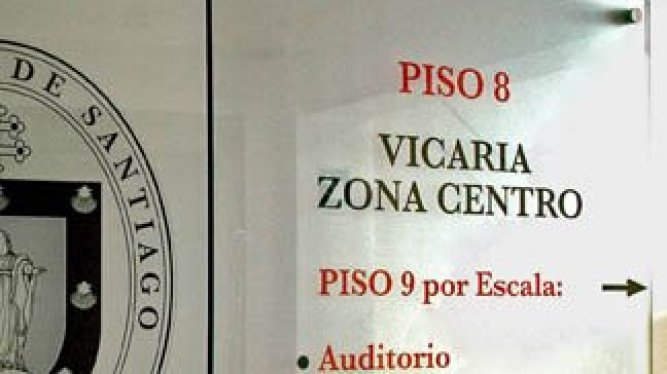 DE SANTIAGO
PISO 8
VICARIA
ZONA CENTRO
PISO 9 por Escala:
• Auditorio